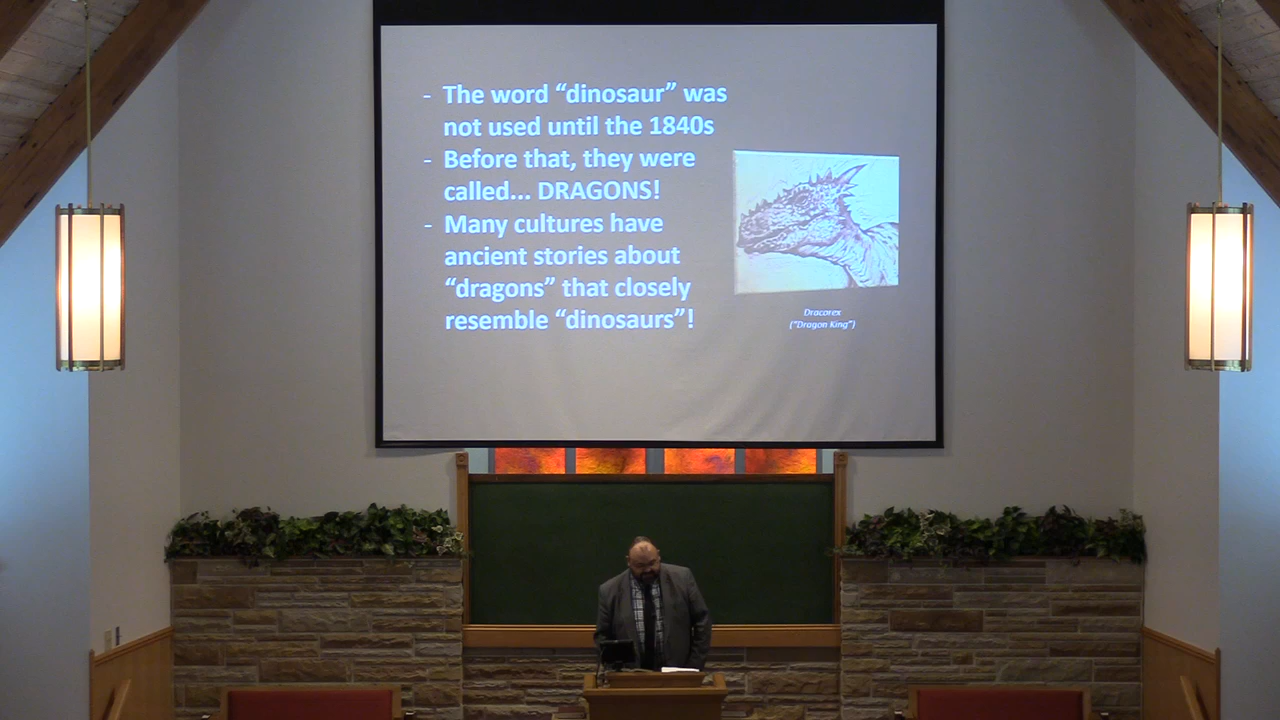 - The word “dinosaur” was
not used until the 1840s
- Before that, they were
called... DRAGONS!
- Many cultures have
ancient stories about
“dragons” that closely
resemble “dinosaurs”!
Dracorex
(“Dragon King”)